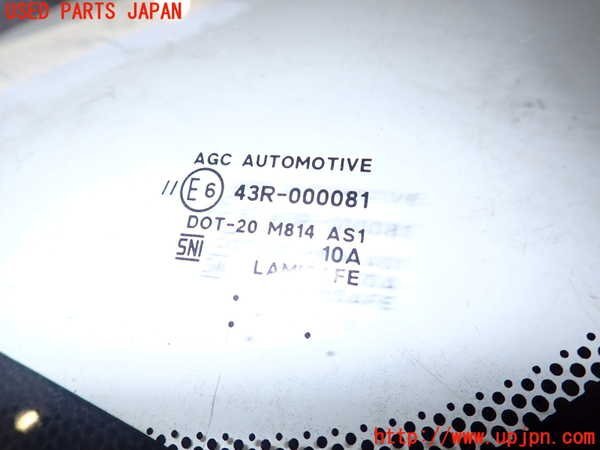 USED PARTS JAPAN
AGC AUTOMOTIVE
// E6 43R-000081
DOT-20 M814 AS1
SNI 10A
http://www.upjpn.com/